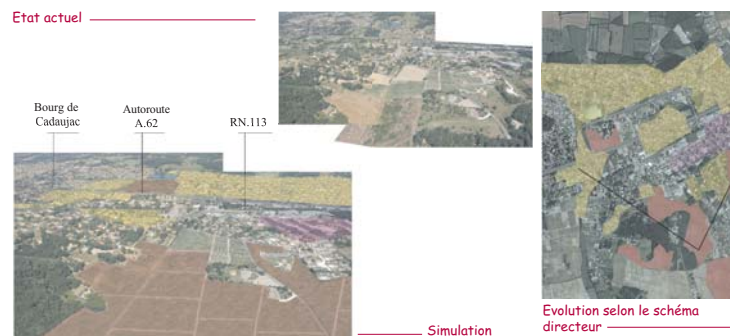 Etat actuel
Bourg de
Cadaujac
Autoroute
A.62
RN.113
Simulation
Evolution selon le schéma
directeur